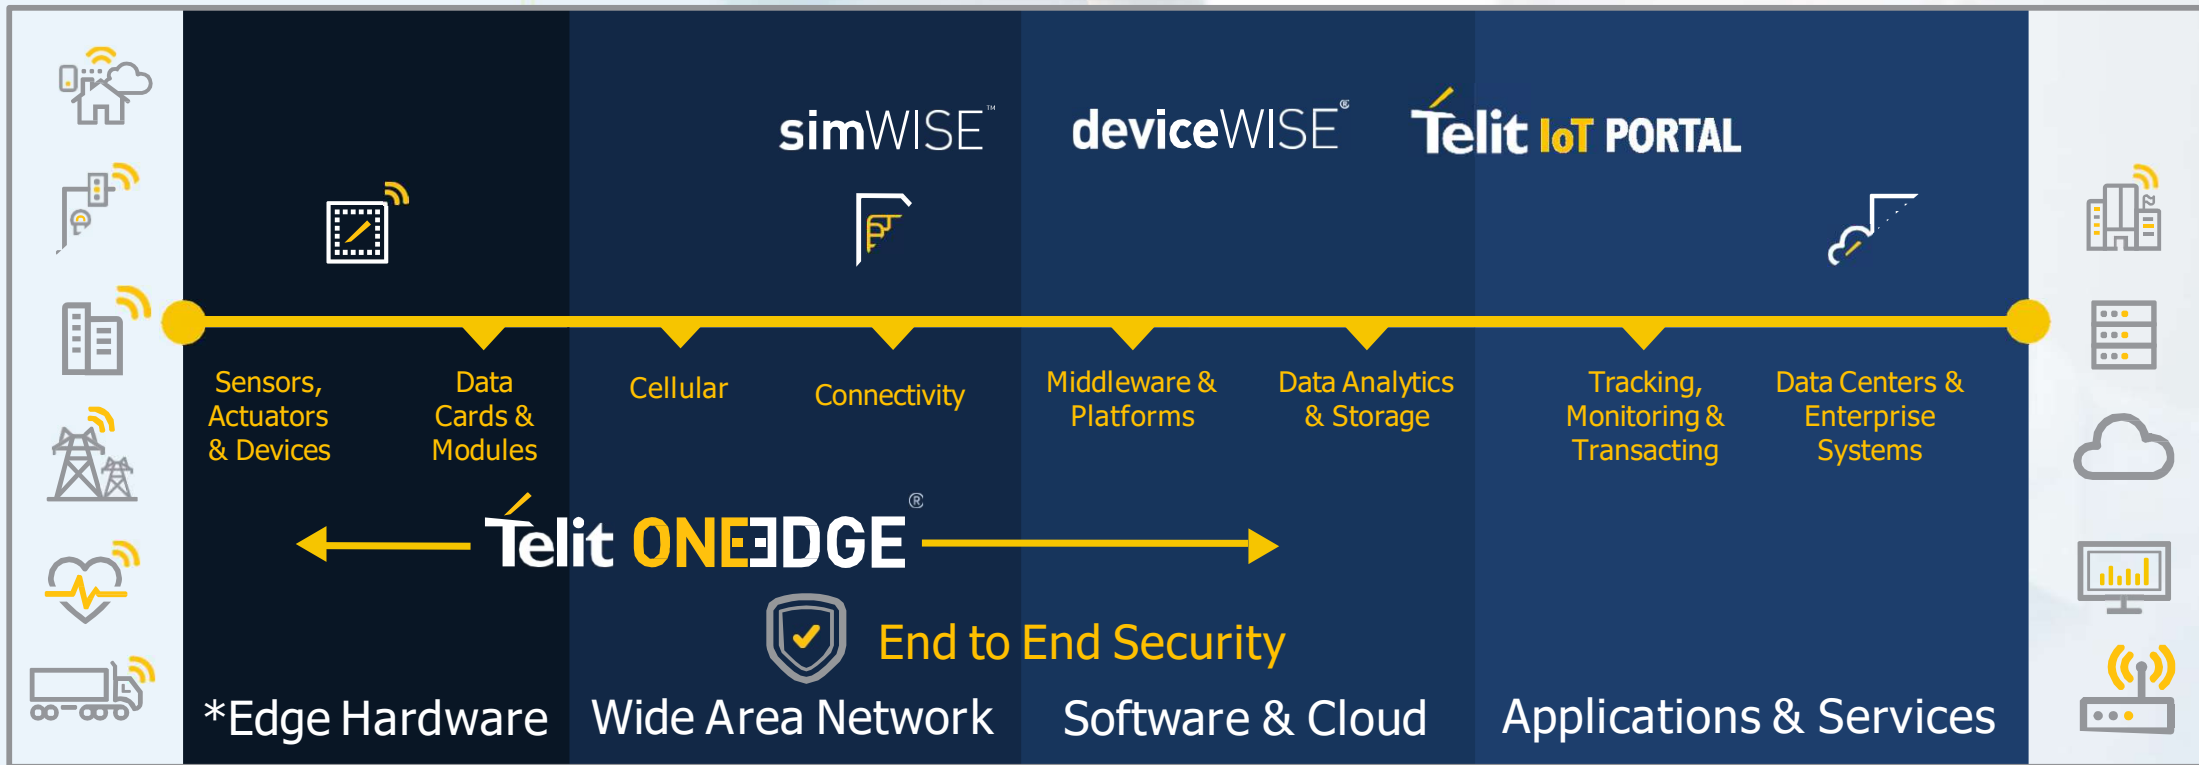 simWISE™
deviceWISE®
Telit IoT PORTAL
Sensors,
Actuators
& Devices
Data
Cards &
Modules
Cellular
Connectivity
Middleware &
Platforms
Data Analytics
& Storage
Tracking,
Monitoring &
Transacting
Data Centers &
Enterprise
Systems
Telit ONEEDGE®
End to End Security
*Edge Hardware
Wide Area Network
Software & Cloud
Applications & Services